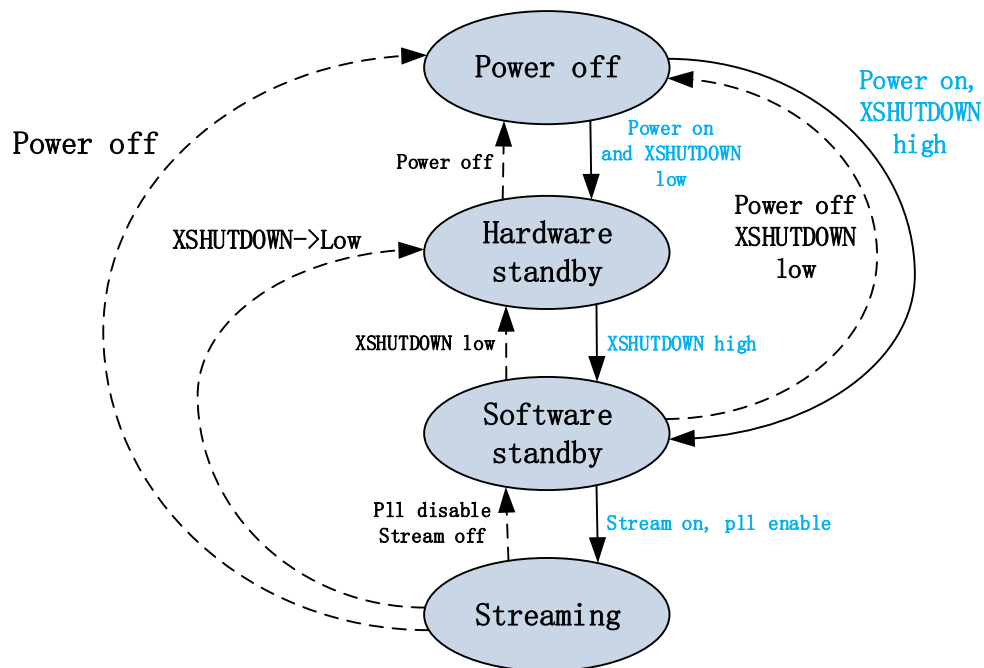 Power off
Power on,
XSHUTDOWN
high
Power on
and XSHUTDOWN
low
Power off
Power off
Power off
XSHUTDOWN
low
Hardware
standby
XSHUTDOWN->Low
XSHUTDOWN low
XSHUTDOWN high
Software
standby
Pll disable
Stream off
Stream on, pll enable
Streaming